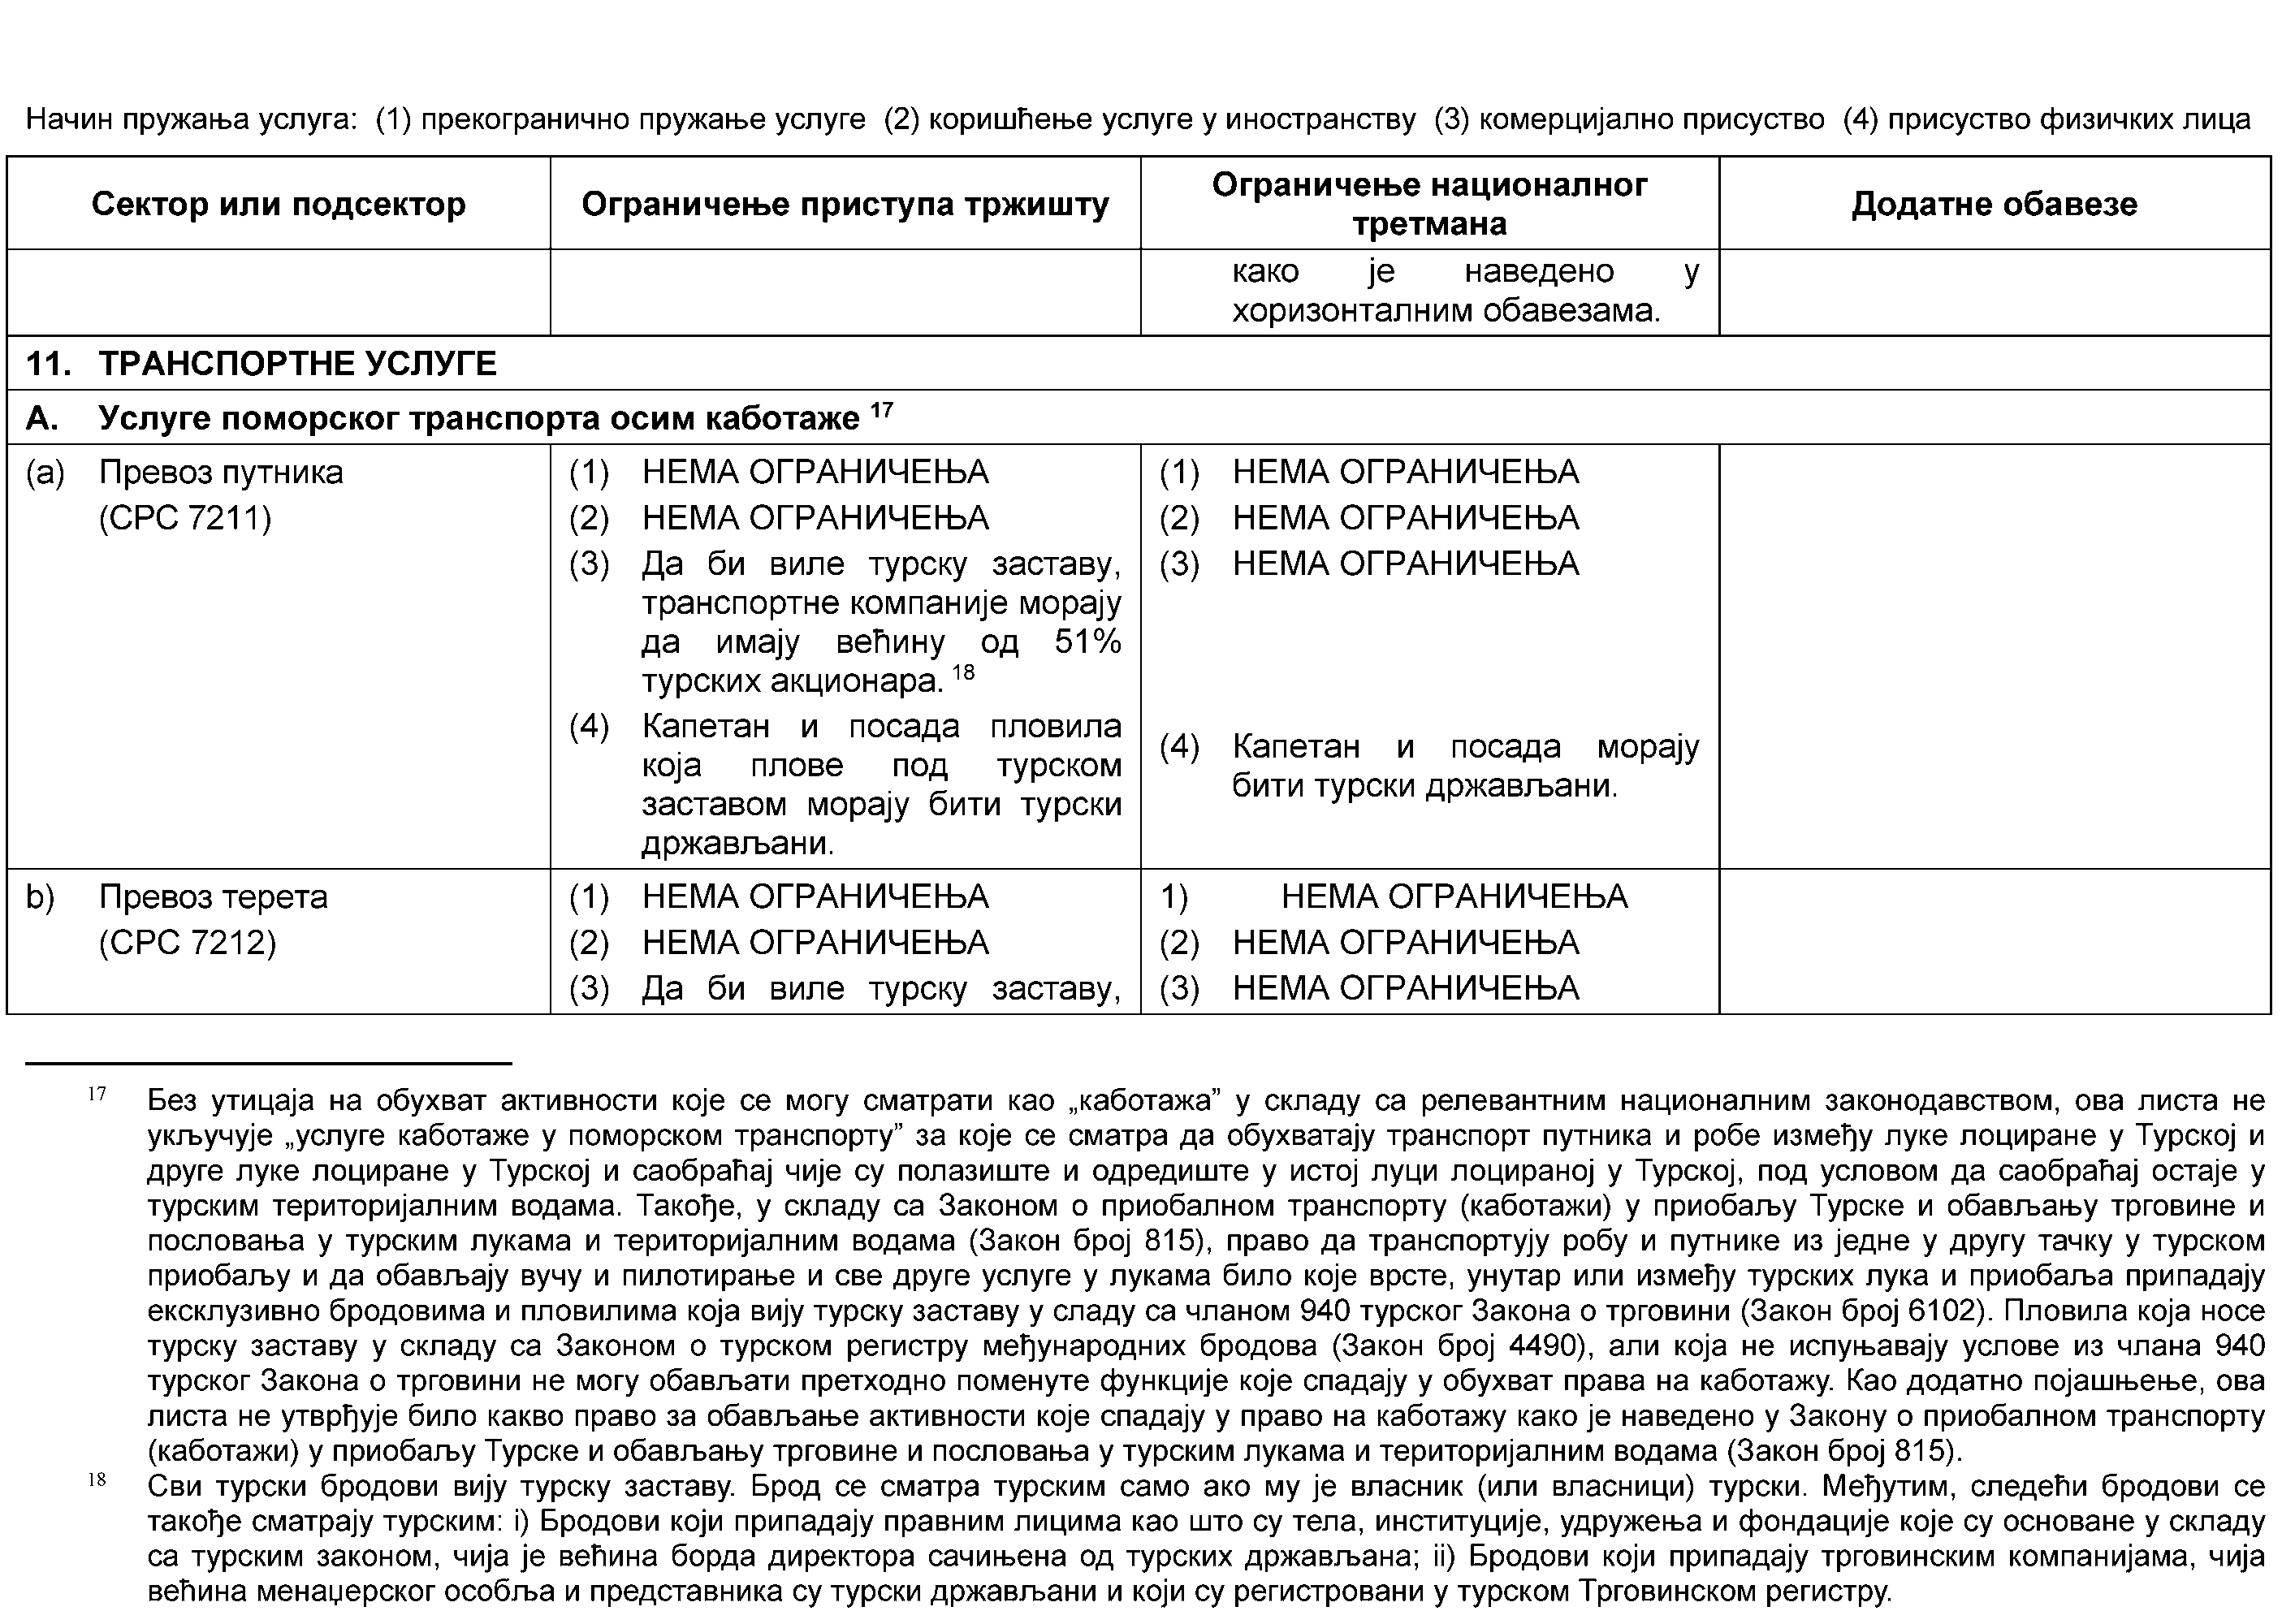 Начин пружања услуга: (1) прекогранично пружање услуге (2) коришћење услуге у иностранству (3) комерцијално присуство (4) присуство физичких лица
Сектор или подсектор
Ограничење приступа тржишту
Ограничење националног
третмана
Додатне обавезе
како је наведено у
хоризонталним обавезама.
11. ТРАНСПОРТНЕ УСЛУГЕ
А. Услуге поморског транспорта осим каботаже 17
(a) Превоз путника
(CPC 7211)
(1) НЕМА ОГРАНИЧЕЊА
(2) НЕМА ОГРАНИЧЕЊА
(3) Да би виле турску заставу,
транспортне компаније морају
да имају већину од 51%
турских акционара. 18
(4) Капетан и посада пловила
која плове под турском
заставом морају бити турски
држављани.
(1) НЕМА ОГРАНИЧЕЊА
(2) НЕМА ОГРАНИЧЕЊА
(3) НЕМА ОГРАНИЧЕЊА
(4) Капетан и посада морају
бити турски држављани.
b) Превоз терета
(CPC 7212)
(1) НЕМА ОГРАНИЧЕЊА
(2) НЕМА ОГРАНИЧЕЊА
(3) Да би виле турску заставу,
1) НЕМА ОГРАНИЧЕЊА
(2) НЕМА ОГРАНИЧЕЊА
(3) НЕМА ОГРАНИЧЕЊА
17 Без утицаја на обухват активности које се могу сматрати као „каботажа” у складу са релевантним националним законодавством, ова листа не
укључује „услуге каботаже у поморском транспорту” за које се сматра да обухватају транспорт путника и робе између луке лоциране у Турској и
друге луке лоциране у Турској и саобраћај чије су полазиште и одредиште у истој луци лоцираној у Турској, под условом да саобраћај остаје у
турским територијалним водама. Такође, у складу са Законом о приобалном транспорту (каботажи) у приобаљу Турске и обављању трговине и
пословања у турским лукама и територијалним водама (Закон број 815), право да транспортују робу и путнике из једне у другу тачку у турском
приобаљу и да обављају вучу и пилотирање и све друге услуге у лукама било које врсте, унутар или између турских лука и приобаља припадају
ексклузивно бродовима и пловилима која вију турску заставу у сладу са чланом 940 турског Закона о трговини (Закон број 6102). Пловила која носе
турску заставу у складу са Законом о турском регистру међународних бродова (Закон број 4490), али која не испуњавају услове из члана 940
турског Закона о трговини не могу обављати претходно поменуте функције које спадају у обухват права на каботажу. Као додатно појашњење, ова
листа не утврђује било какво право за обављање активности које спадају у право на каботажу како је наведено у Закону о приобалном транспорту
(каботажи) у приобаљу Турске и обављању трговине и пословања у турским лукама и територијалним водама (Закон број 815).
18 Сви турски бродови вију турску заставу. Брод се сматра турским само ако му је власник (или власници) турски. Међутим, следећи бродови се
такође сматрају турским: i) Бродови који припадају правним лицима као што су тела, институције, удружења и фондације које су основане у складу
са турским законом, чија је већина борда директора сачињена од турских држављана; ii) Бродови који припадају трговинским компанијама, чија
већина менаџерског особља и представника су турски држављани и који су регистровани у турском Трговинском регистру.